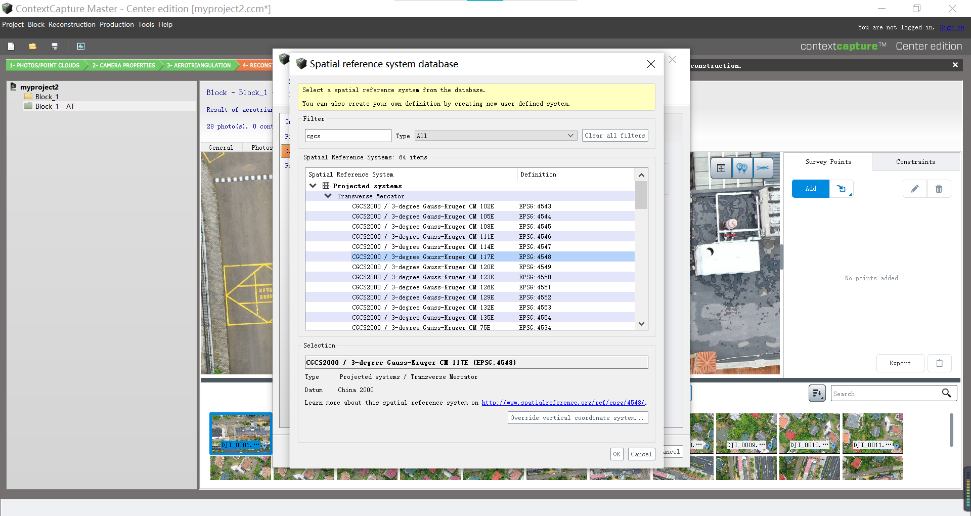 ContextCapture Master - Center edition [myproject2.ccm*]
Project Block Reconstruction Production Tools Help
You are not logged in. Sign in
contextcapture™ Center edition
1- PHOTOS/POINT CLOUDS 2- CAMERA PROPERTIES 3- AEROTRIANGULATION 4- RECONST
onstruction.
myproject2
Block_1
Block_1 - AT
Block - Block_1 -
Result of aerotrian
28 photo(s), 0 cont
General Photos
Spatial reference system database
Select a spatial reference system from the database.
You can also create your own definition by creating new user defined system.
Filter
cgcs Type All Clear all filters
Spatial Reference Systems: 64 items
Spatial Reference System Definition
Projected systems
Transverse Mercator
CGCS2000 / 3-degree Gauss-Kruger CM 102E EPSG:4543
CGCS2000 / 3-degree Gauss-Kruger CM 105E EPSG:4544
CGCS2000 / 3-degree Gauss-Kruger CM 108E EPSG:4545
CGCS2000 / 3-degree Gauss-Kruger CM 111E EPSG:4546
CGCS2000 / 3-degree Gauss-Kruger CM 114E EPSG:4547
CGCS2000 / 3-degree Gauss-Kruger CM 117E EPSG:4548
CGCS2000 / 3-degree Gauss-Kruger CM 120E EPSG:4549
CGCS2000 / 3-degree Gauss-Kruger CM 123E EPSG:4550
CGCS2000 / 3-degree Gauss-Kruger CM 126E EPSG:4551
CGCS2000 / 3-degree Gauss-Kruger CM 129E EPSG:4552
CGCS2000 / 3-degree Gauss-Kruger CM 132E EPSG:4553
CGCS2000 / 3-degree Gauss-Kruger CM 135E EPSG:4554
CGCS2000 / 3-degree Gauss-Kruger CM 75E EPSG:4534
Selection
CGCS2000 / 3-degree Gauss-Kruger CM 117E (EPSG:4548)
Type Projected systems / Transverse Mercator
Datum China 2000
Learn more about this spatial reference system on http://www.spatialreference.org/ref/epsg/4548/.
Override vertical coordinate system...
OK Cancel
ancel
Survey Points Constraints
Add
No points added
Export
Search
DJI_0001.···
DJI_0009.···
DJI_0010.···
DJI_0011.···